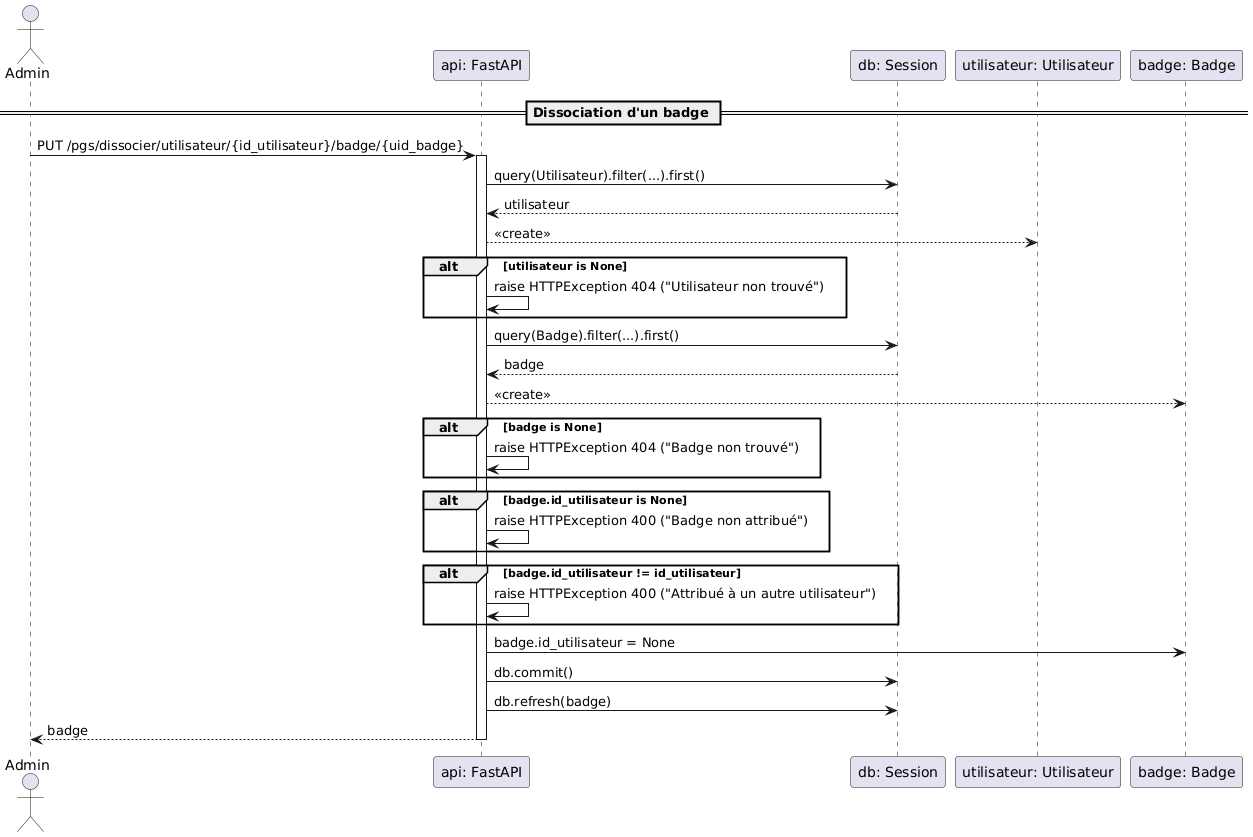 Admin
api: FastAPI
db: Session
utilisateur: Utilisateur
badge: Badge
Dissociation d'un badge
PUT /pgs/dissocier/utilisateur/{id_utilisateur}/badge/{uid_badge}
query(Utilisateur).filter(...).first()
utilisateur
«create»
alt
[utilisateur is None]
raise HTTPException 404 ("Utilisateur non trouvé")
query(Badge).filter(...).first()
badge
«create»
alt
[badge is None]
raise HTTPException 404 ("Badge non trouvé")
alt
[badge.id_utilisateur is None]
raise HTTPException 400 ("Badge non attribué")
alt
[badge.id_utilisateur != id_utilisateur]
raise HTTPException 400 ("Attribué à un autre utilisateur")
badge.id_utilisateur = None
db.commit()
db.refresh(badge)
badge
Admin
api: FastAPI
db: Session
utilisateur: Utilisateur
badge: Badge